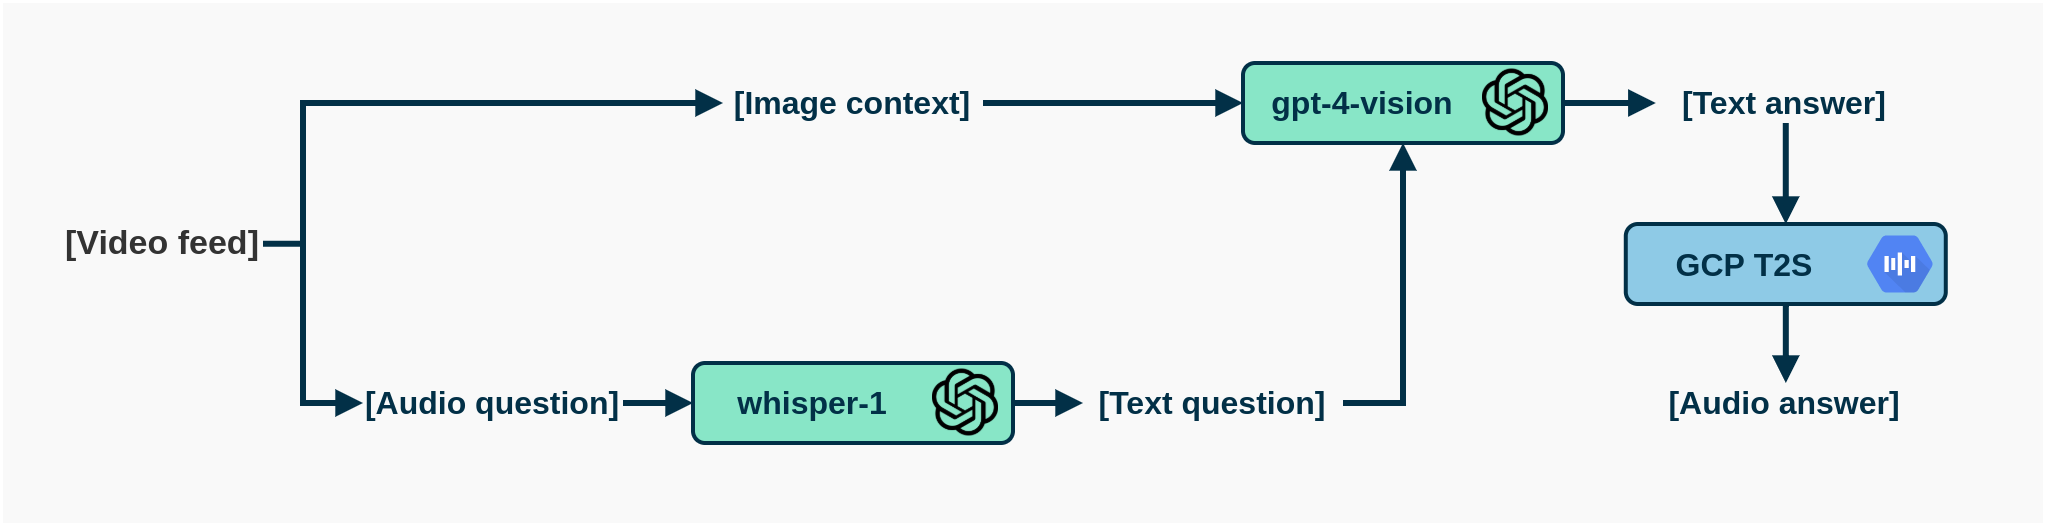 [Image context]
gpt-4-vision
[Text answer]
[Video feed]
GCP T2S
[Audio question]
whisper-1
[Text question]
[Audio answer]